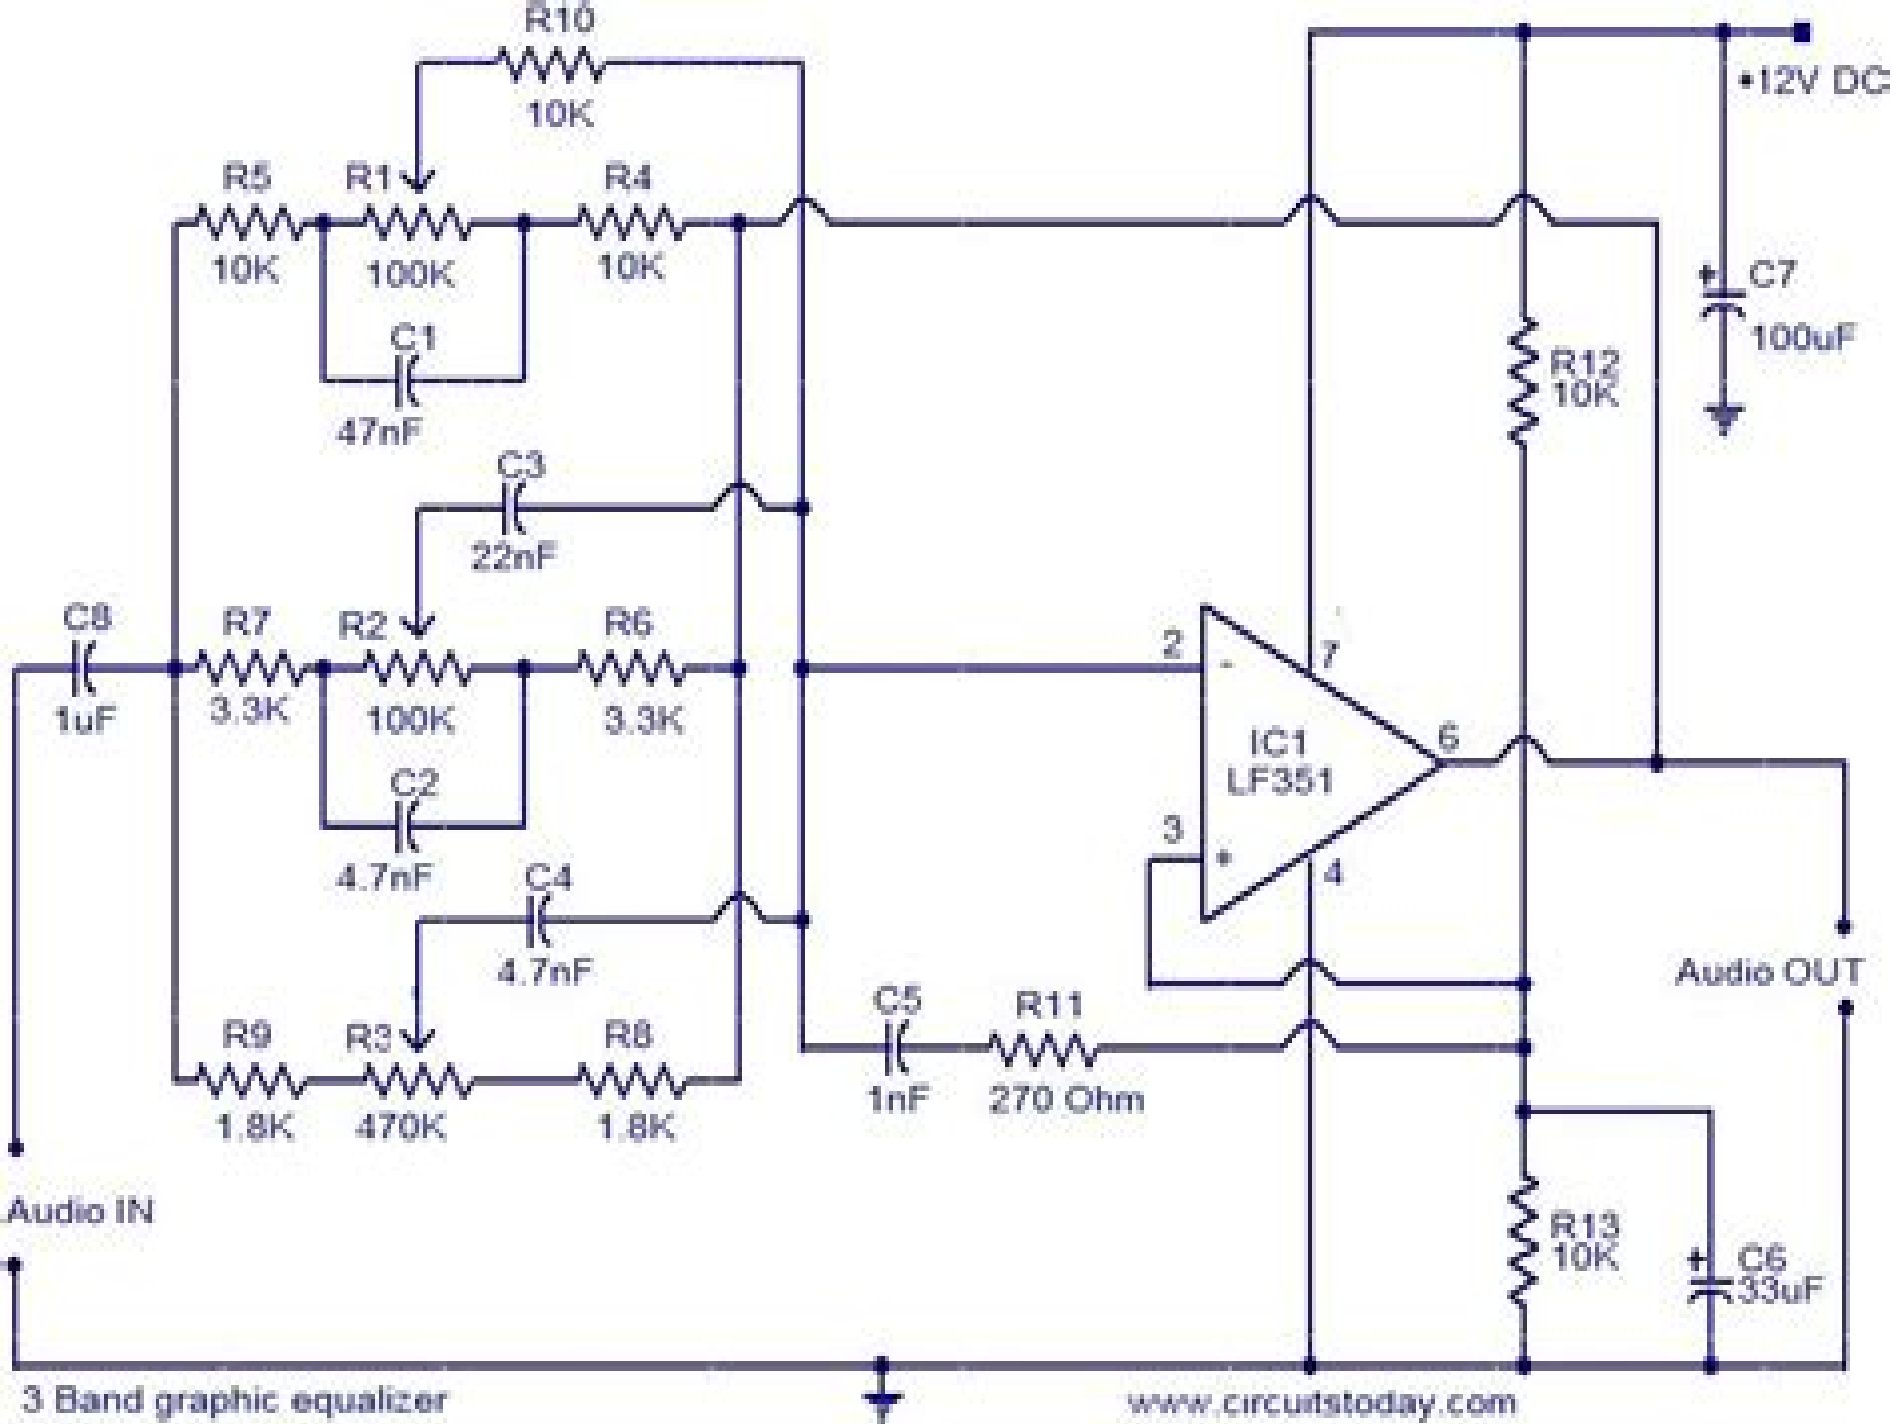 R10
10K
+12V DC
R5
R1
R4
10K
100K
10K
C1
47nF
C7
100uF
R12
10K
C3
22nF
C8
1uF
R7
R2
R6
3.3K
100K
3.3K
C2
4.7nF
2
-
7
IC1
LF351
6
3
+
4
C4
4.7nF
Audio OUT
R9
R3
R8
1.8K
470K
1.8K
C5
1nF
R11
270 Ohm
Audio IN
R13
10K
+
C6
33uF
+
3 Band graphic equalizer
www.circuitstoday.com